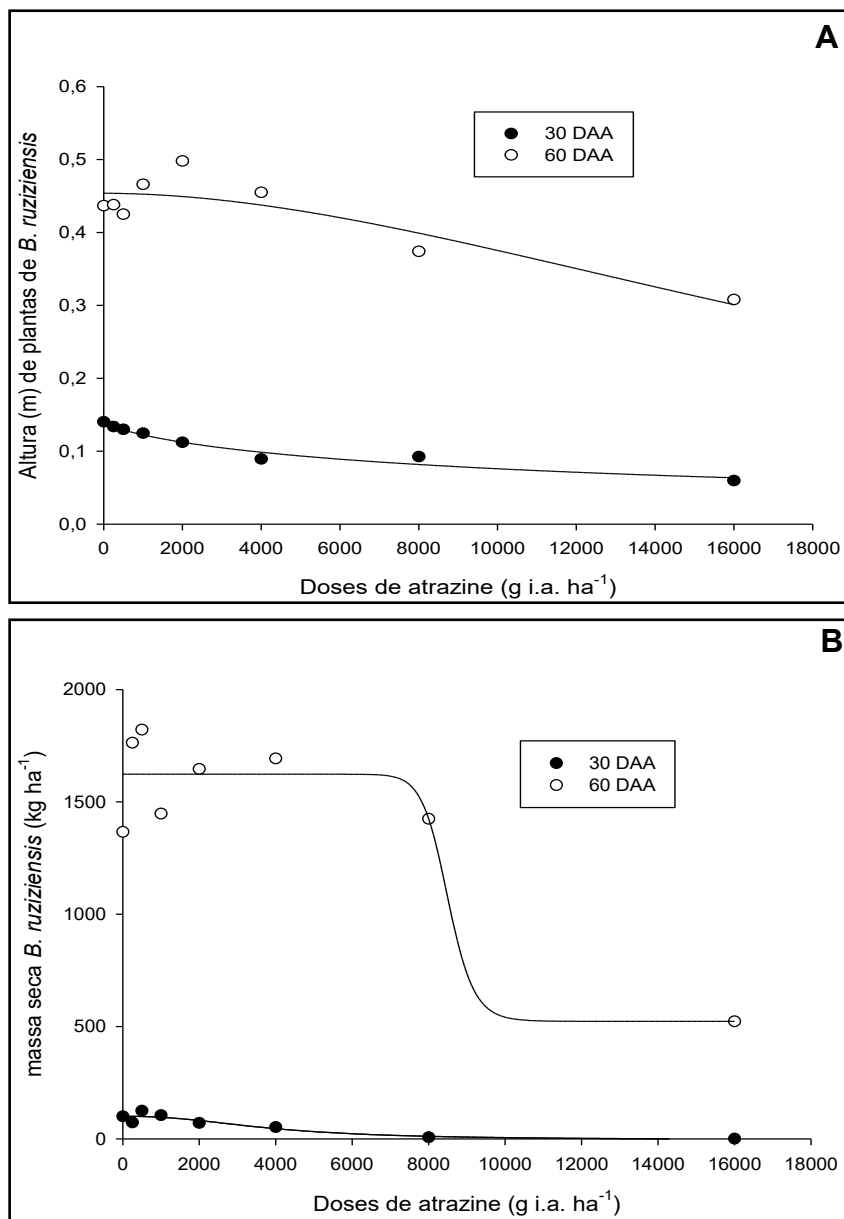 A
Altura (m) de plantas de B. ruziziensis
0,6
0,5
0,4
0,3
0,2
0,1
0,0
30 DAA
60 DAA
0 2000 4000 6000 8000 10000 12000 14000 16000 18000
Doses de atrazine (g i.a. ha⁻¹)
B
massa seca B. ruziziensis (kg ha⁻¹)
2000
1500
1000
500
0
30 DAA
60 DAA
0 2000 4000 6000 8000 10000 12000 14000 16000 18000
Doses de atrazine (g i.a. ha⁻¹)